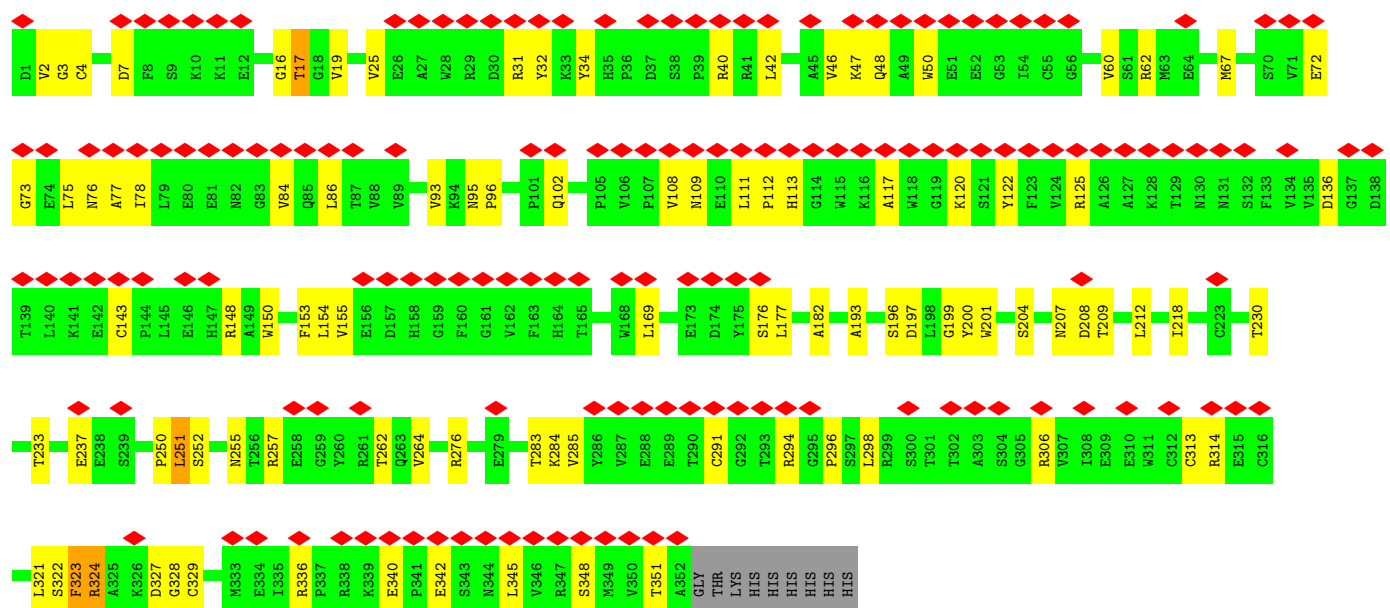 D1 V2 G3 C4 D7 F8 S9 K10 K11 E12 G16 T17 G18 V19 V25 E26 A27 W28 R29 D30 R31 Y32 K33 Y34 H35 P36 D37 S38 P39 R40 R41 L42 A45 V46 K47 Q48 A49 W50 E51 E52 G53 I54 C55 G56 V60 S61 R62 M63 E64 M67 S70 V71 E72
G73 E74 L75 N76 A77 I78 L79 E80 E81 N82 G83 V84 Q85 L86 T87 V88 V89 V93 K94 N95 P96 P101 Q102 P105 V106 P107 V108 N109 E110 L111 P112 H113 G114 W115 K116 A117 W118 G119 K120 S121 Y122 F123 V124 R125 A126 A127 K128 T129 N130 N131 S132 F133 V134 V135 D136 G137 D138
T139 L140 K141 E142 C143 P144 L145 E146 H147 R148 A149 W150 F153 L154 V155 E156 D157 H158 G159 F160 G161 V162 F163 H164 T165 W168 L169 E173 D174 Y175 S176 L177 A182 A193 S196 D197 L198 G199 Y200 W201 S204 N207 D208 T209 L212 I218 C223 T230
T233 E237 E238 S239 P250 L251 S252 N255 T256 R257 E258 G259 Y260 R261 T262 Q263 V264 R276 E279 T283 K284 V285 Y286 V287 E288 E289 T290 C291 G292 T293 R294 G295 P296 S297 L298 R299 S300 T301 T302 A303 S304 G305 R306 V307 I308 E309 E310 W311 C312 C313 R314 E315 C316
L321 S322 F323 R324 A325 K326 D327 G328 C329 M333 E334 I335 R336 P337 R338 K339 E340 P341 E342 S343 N344 L345 V346 R347 S348 M349 V350 T351 A352 GLY THR LYS HIS HIS HIS HIS HIS HIS